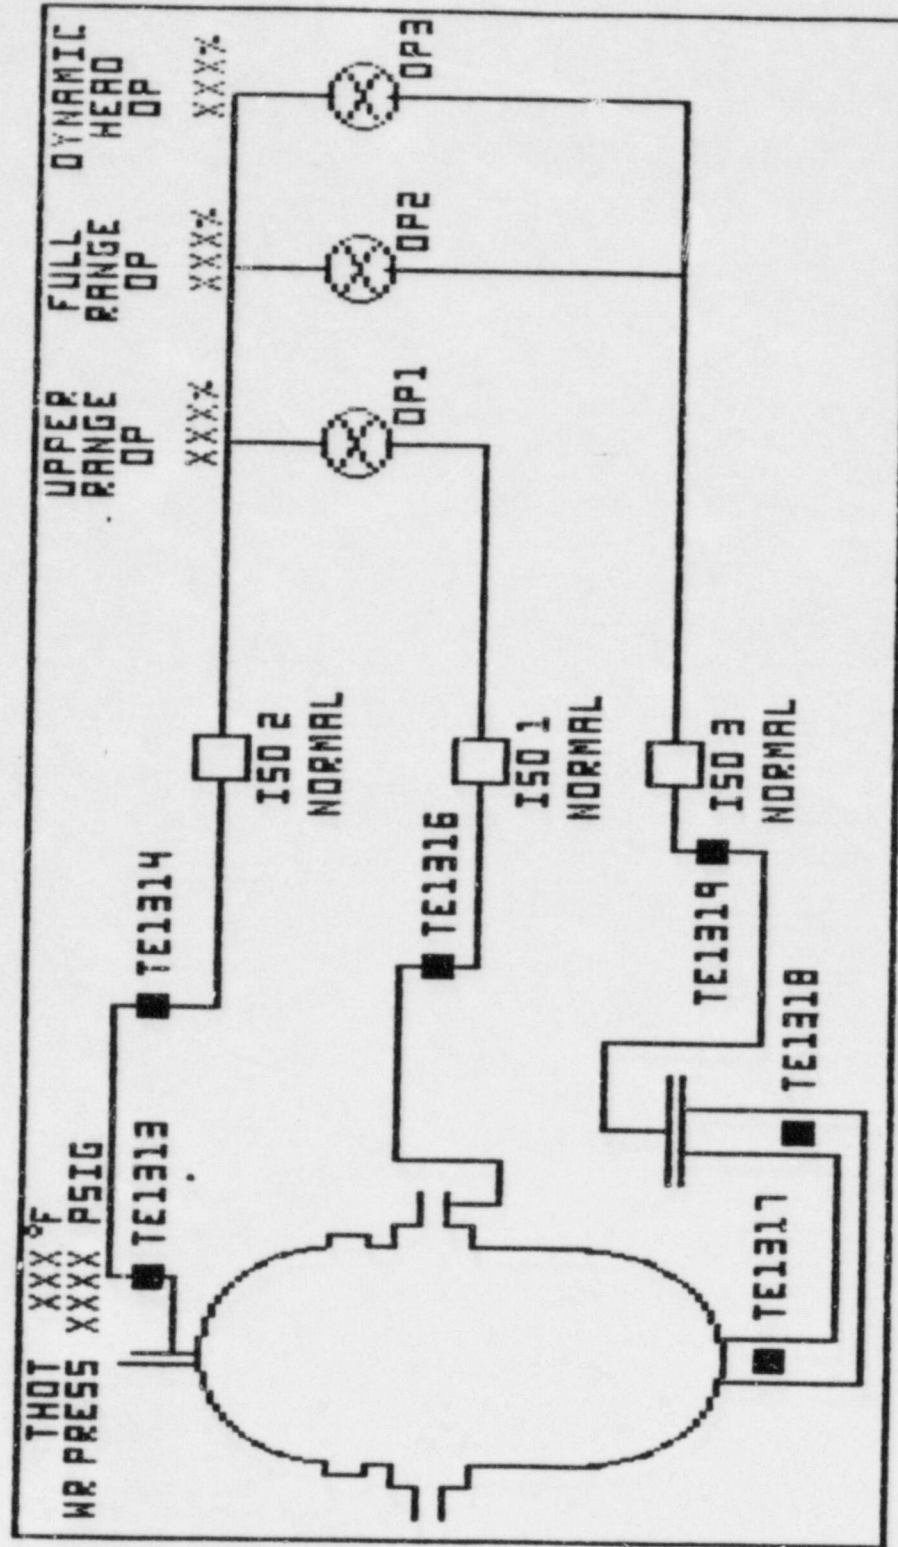 THOT XXX °F
WR PRESS XXXX PSIG
UPPER
RANGE
DP
XXX%
FULL
RANGE
DP
XXX%
DYNAMIC
HEAD
DP
XXX%
TE1313
TE1314
ISO 2
NORMAL
DP1
DP2
DP3
TE1316
ISO 1
NORMAL
TE1319
ISO 3
NORMAL
TE1317
TE1318